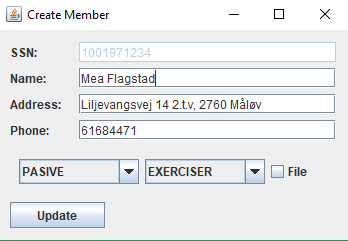 Create Member
SSN: 1001971234
Name: Mea Flagstad
Address: Liljevangsvej 14 2.t.v, 2760 Måløv
Phone: 61684471
PASIVE EXERCISER File
Update